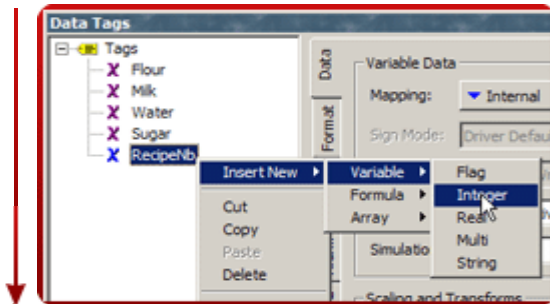 Data Tags
Tags
Flour
Milk
Water
Sugar
RecipeNb
Data
Format
Variable Data
Mapping:
Internal
Sign Mode:
Driver Defau
Simulatio
Scaling and Transforms
Insert New
Cut
Copy
Paste
Delete
Variable
Formula
Array
Flag
Integer
Real
Multi
String